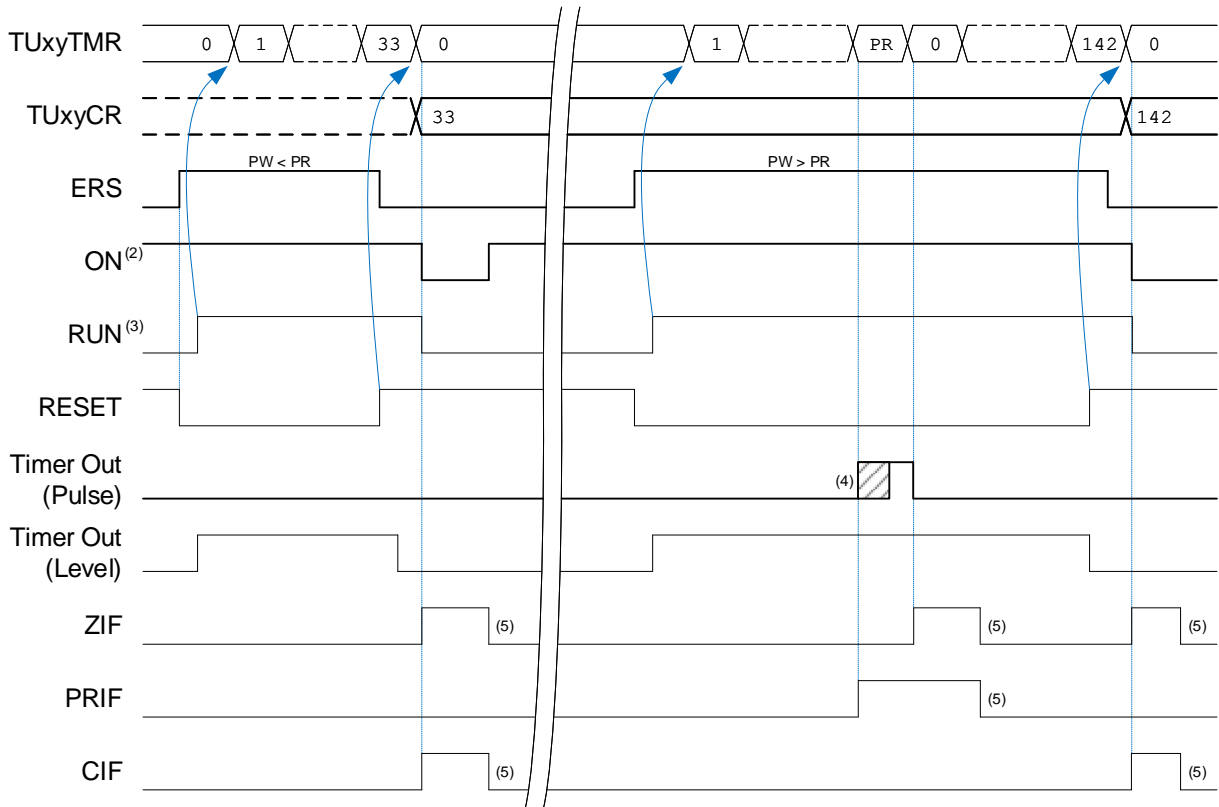 TUxyTMR 0 1 33 0 1 PR 0 142 0
TUxyCR 33 142
PW < PR PW > PR
ERS
ON(2)
RUN(3)
RESET
Timer Out
(Pulse) (4)
Timer Out
(Level)
ZIF (5) (5) (5)
PRIF (5)
CIF (5) (5)